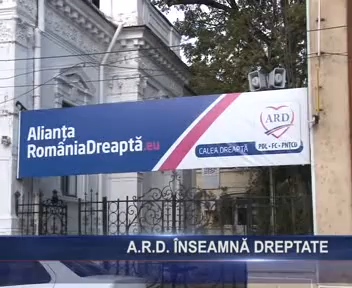 Alianța
RomâniaDreaptă.eu
ARD
CALEA DREAPTĂ
PDL • FC • PNȚCD
A.R.D. ÎNSEAMNĂ DREPTATE